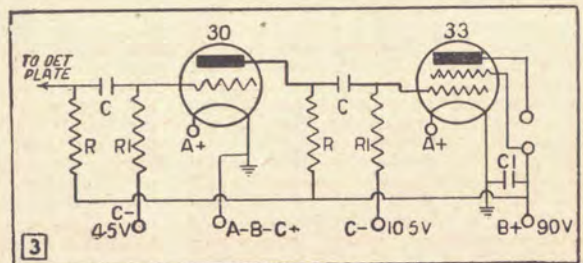 30
33
TO DET
PLATE
C
C
A+
A+
R
R1
R
R1
C1
C-
45V
A-B-C+
C-
10 5V
B+
90V
3